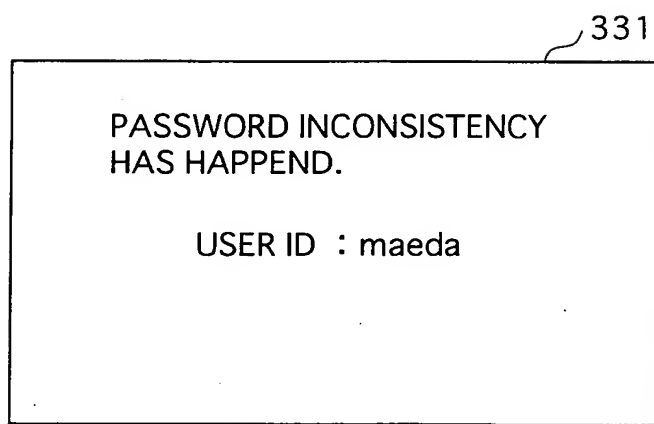 331
PASSWORD INCONSISTENCY
HAS HAPPEND.
USER ID : maeda